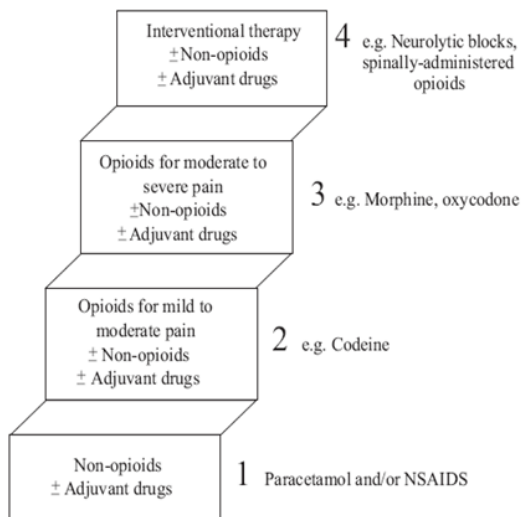 Interventional therapy
±Non-opioids
± Adjuvant drugs
4 e.g. Neurolytic blocks,
spinally-administered
opioids
Opioids for moderate to
severe pain
±Non-opioids
± Adjuvant drugs
3 e.g. Morphine, oxycodone
Opioids for mild to
moderate pain
± Non-opioids
± Adjuvant drugs
2 e.g. Codeine
Non-opioids
± Adjuvant drugs
1 Paracetamol and/or NSAIDS